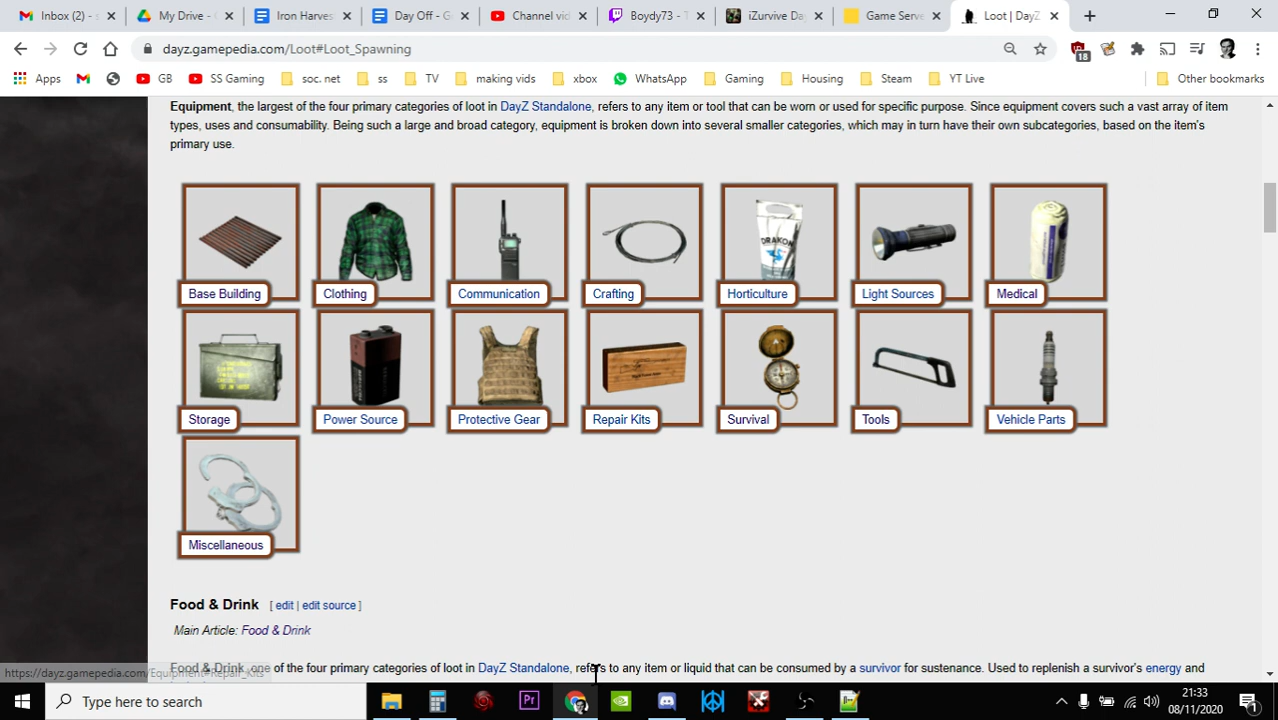 Inbox (2) - s
My Drive - G
Iron Harves
Day Off - G
Channel vid
Boydy73 - T
iZurvive Da
Game Serve
Loot | DayZ
dayz.gamepedia.com/Loot#Loot_Spawning
18
Apps
GB
SS Gaming
soc. net
ss
TV
making vids
xbox
WhatsApp
Gaming
Housing
Steam
YT Live
Other bookmarks
Equipment, the largest of the four primary categories of loot in DayZ Standalone, refers to any item or tool that can be worn or used for specific purpose. Since equipment covers such a vast array of item
types, uses and consumability. Being such a large and broad category, equipment is broken down into several smaller categories, which may in turn have their own subcategories, based on the item's
primary use.
DRAKON
Base Building
Clothing
Communication
Crafting
Horticulture
Light Sources
Medical
Storage
Power Source
Protective Gear
Repair Kits
Survival
Tools
Vehicle Parts
Miscellaneous
Food & Drink [ edit | edit source ]
Main Article: Food & Drink
Food & Drink, one of the four primary categories of loot in DayZ Standalone, refers to any item or liquid that can be consumed by a survivor for sustenance. Used to replenish a survivor's energy and
https://dayz.gamepedia.com/Equipment#Repair_Kits
Type here to search
Pr
21:33
08/11/2020
1